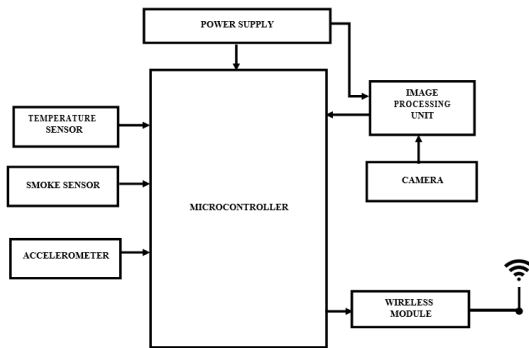 POWER SUPPLY
IMAGE
PROCESSING
UNIT
TEMPERATURE
SENSOR
SMOKE SENSOR
CAMERA
MICROCONTROLLER
ACCELEROMETER
WIRELESS
MODULE